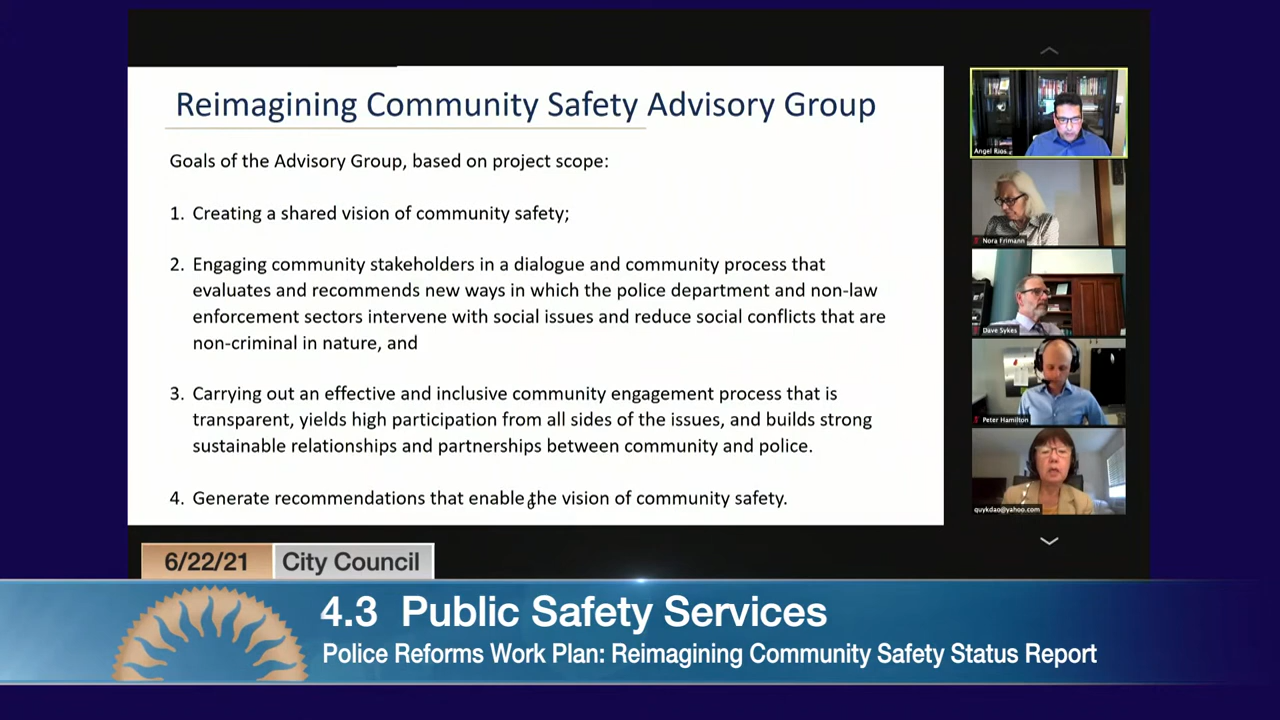 Reimagining Community Safety Advisory Group
Goals of the Advisory Group, based on project scope:
1. Creating a shared vision of community safety;
2. Engaging community stakeholders in a dialogue and community process that
evaluates and recommends new ways in which the police department and non-law
enforcement sectors intervene with social issues and reduce social conflicts that are
non-criminal in nature, and
3. Carrying out an effective and inclusive community engagement process that is
transparent, yields high participation from all sides of the issues, and builds strong
sustainable relationships and partnerships between community and police.
4. Generate recommendations that enable the vision of community safety.
Angel Rios
Nora Frimann
Dave Sykes
Peter Hamilton
quykdao@yahoo.com
6/22/21 City Council
4.3 Public Safety Services
Police Reforms Work Plan: Reimagining Community Safety Status Report